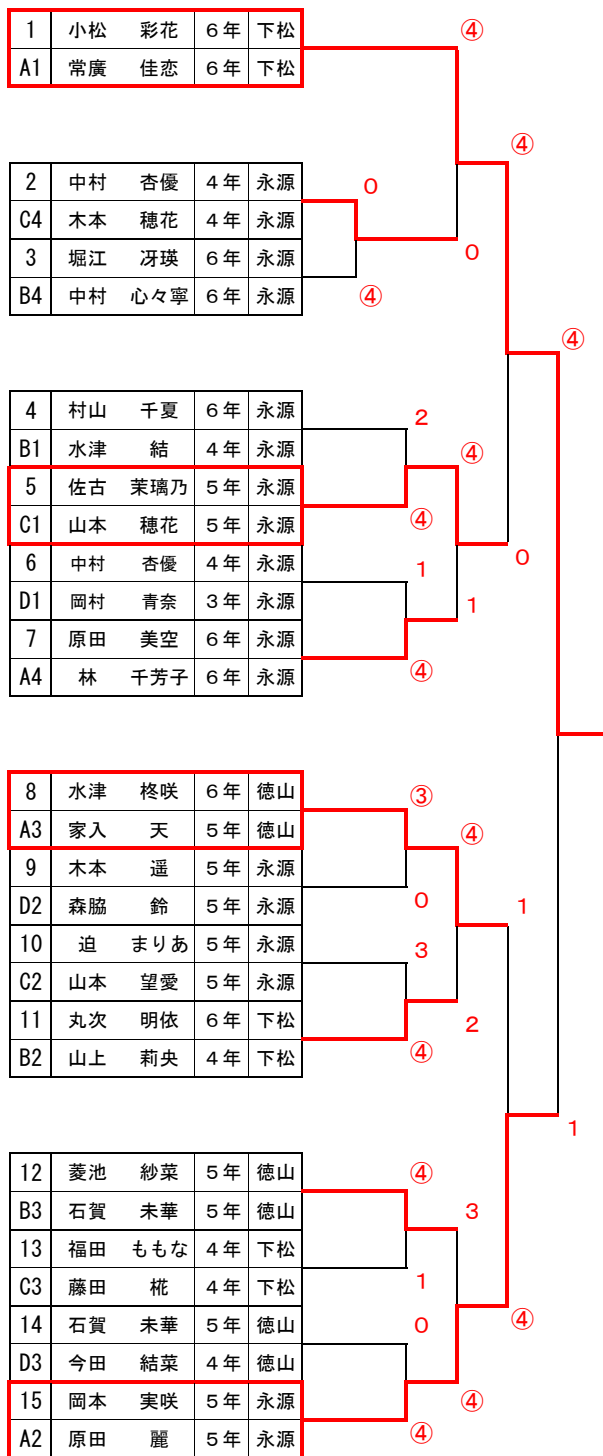 1 小松 彩花 6年 下松
④
A1 常廣 佳恋 6年 下松
④
2 中村 杏優 4年 永源
0
C4 木本 穂花 4年 永源
3 堀江 冴瑛 6年 永源
0
B4 中村 心々寧 6年 永源
④
④
4 村山 千夏 6年 永源
2
B1 水津 結 4年 永源
④
5 佐古 茉璃乃 5年 永源
C1 山本 穂花 5年 永源
④
6 中村 杏優 4年 永源
1
0
D1 岡村 青奈 3年 永源
1
7 原田 美空 6年 永源
A4 林 千芳子 6年 永源
④
8 水津 柊咲 6年 徳山
③
A3 家入 天 5年 徳山
④
9 木本 遥 5年 永源
D2 森脇 鈴 5年 永源
0
1
10 迫 まりあ 5年 永源
3
C2 山本 望愛 5年 永源
11 丸次 明依 6年 下松
2
B2 山上 莉央 4年 下松
④
1
12 菱池 紗菜 5年 徳山
④
B3 石賀 未華 5年 徳山
3
13 福田 ももな 4年 下松
C3 藤田 椛 4年 下松
1
14 石賀 未華 5年 徳山
0
④
D3 今田 結菜 4年 徳山
15 岡本 実咲 5年 永源
④
A2 原田 麗 5年 永源
④